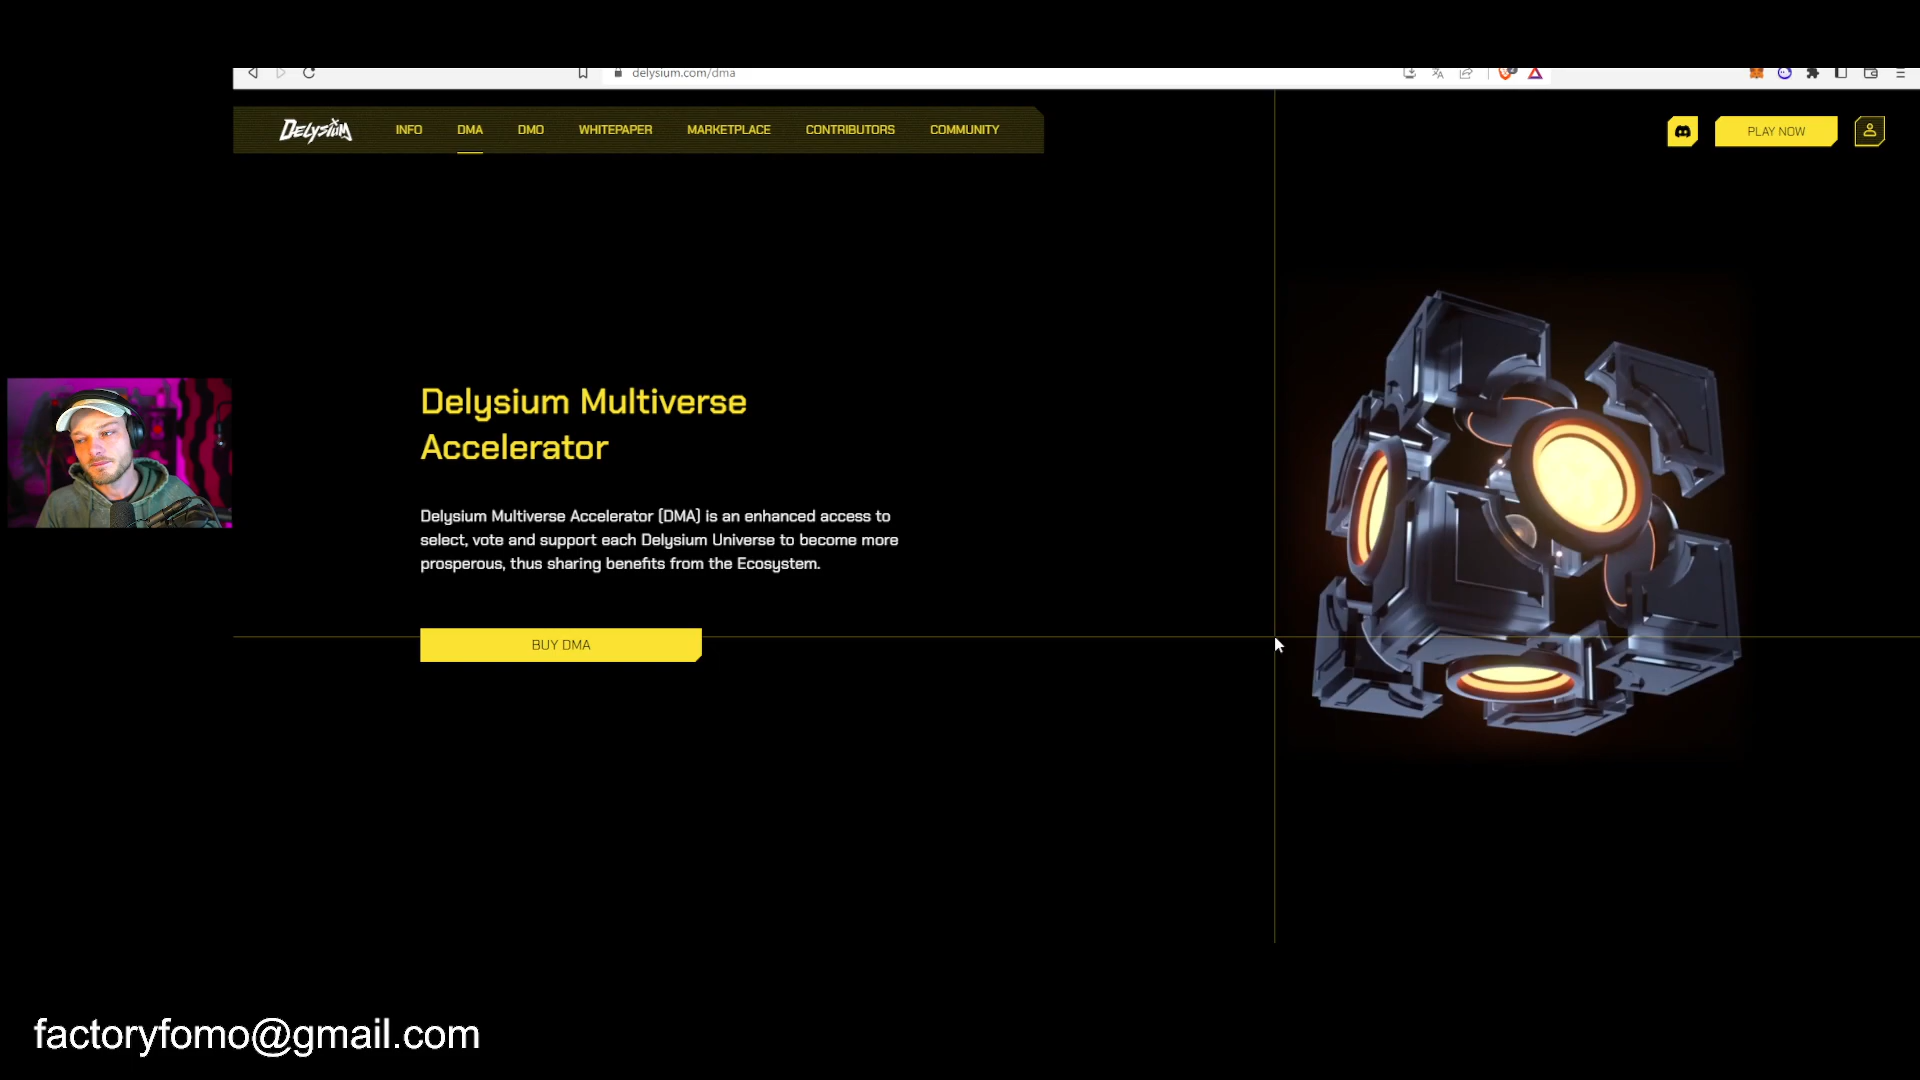 delysium.com/dma
DELYSIUM
INFO
DMA
DMO
WHITEPAPER
MARKETPLACE
CONTRIBUTORS
COMMUNITY
PLAY NOW
Delysium Multiverse
Accelerator
Delysium Multiverse Accelerator (DMA) is an enhanced access to
select, vote and support each Delysium Universe to become more
prosperous, thus sharing benefits from the Ecosystem.
BUY DMA
factoryfomo@gmail.com